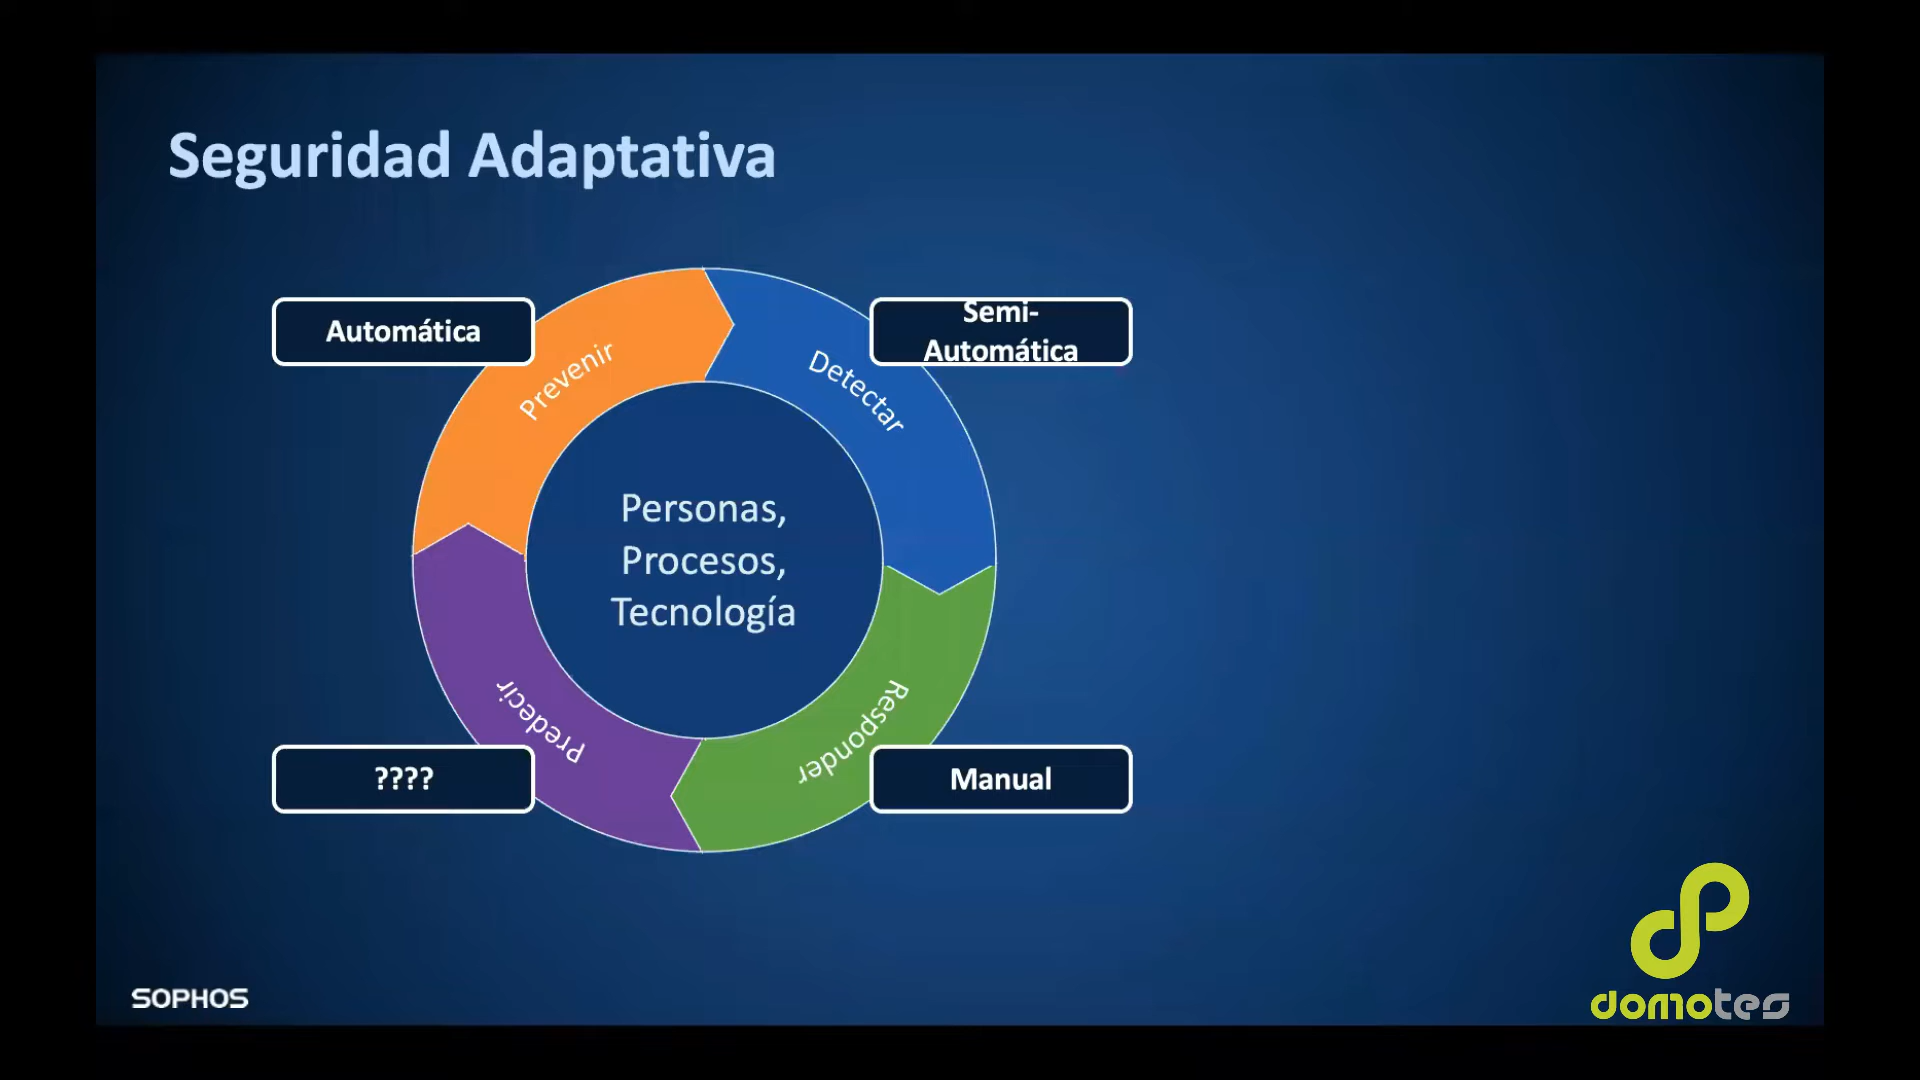 Seguridad Adaptativa
Automática
Semi-
Automática
Prevenir
Detectar
Personas,
Procesos,
Tecnología
Predecir
Responder
????
Manual
SOPHOS
domotes